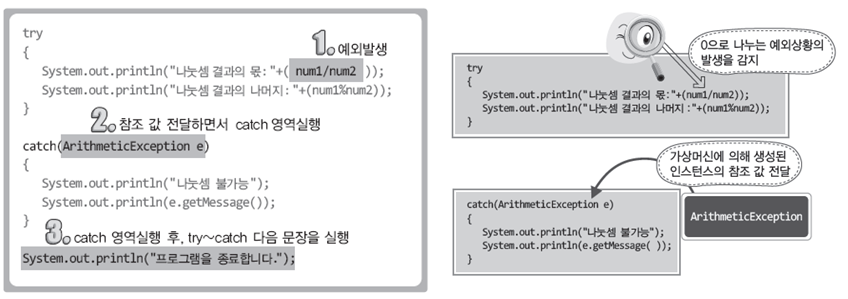 try
{
1. 예외발생
System.out.println("나눗셈 결과의 몫:"+( num1/num2 ));
System.out.println("나눗셈 결과의 나머지:"+(num1%num2));
}
2. 참조 값 전달하면서 catch 영역실행
catch(ArithmeticException e)
{
System.out.println("나눗셈 불가능");
System.out.println(e.getMessage());
}
3. catch 영역실행 후, try~catch 다음 문장을 실행
System.out.println("프로그램을 종료합니다.");
0으로 나누는 예외상황의
발생을 감지
try
{
System.out.println("나눗셈 결과의 몫:"+(num1/num2));
System.out.println("나눗셈 결과의 나머지:"+(num1%num2));
}
가상머신에 의해 생성된
인스턴스의 참조 값 전달
catch(ArithmeticException e)
{
System.out.println("나눗셈 불가능");
System.out.println(e.getMessage( ));
}
ArithmeticException